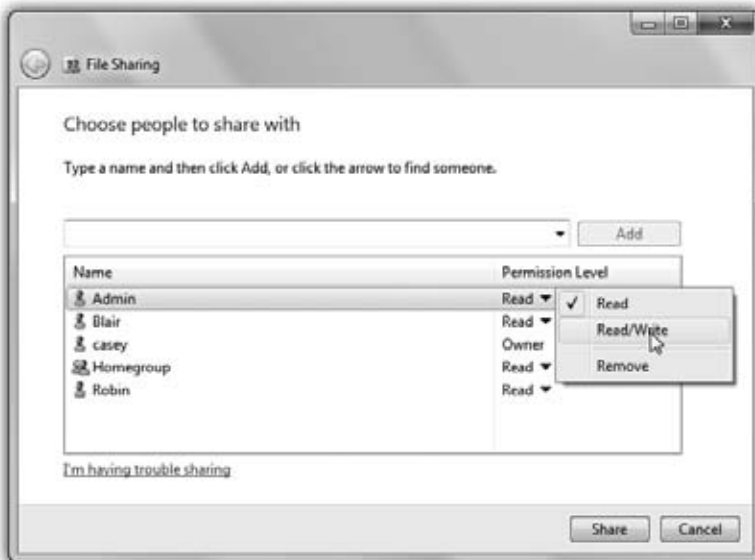 File Sharing
Choose people to share with
Type a name and then click Add, or click the arrow to find someone.
Add
Name Permission Level
Admin Read ✓ Read
Blair Read Read/Write
casey Owner
Homegroup Read Remove
Robin Read
I'm having trouble sharing
Share Cancel